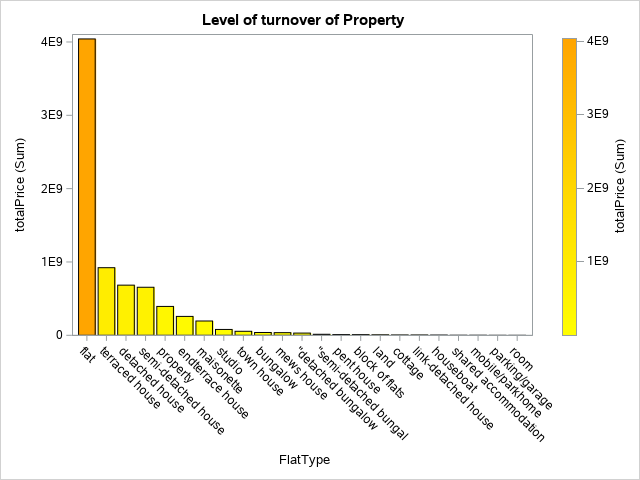 Level of turnover of Property
4E9
3E9
2E9
1E9
0
totalPrice (Sum)
flat
terraced house
detached house
semi-detached house
property
endterrace house
maisonette
studio
town house
bungalow
mews house
"detached bungalow
"semi-detached bungal
pent house
block of flats
land
cottage
link-detached house
houseboat
shared accommodation
mobile/parkhome
parking/garage
room
FlatType
4E9
3E9
2E9
1E9
totalPrice (Sum)